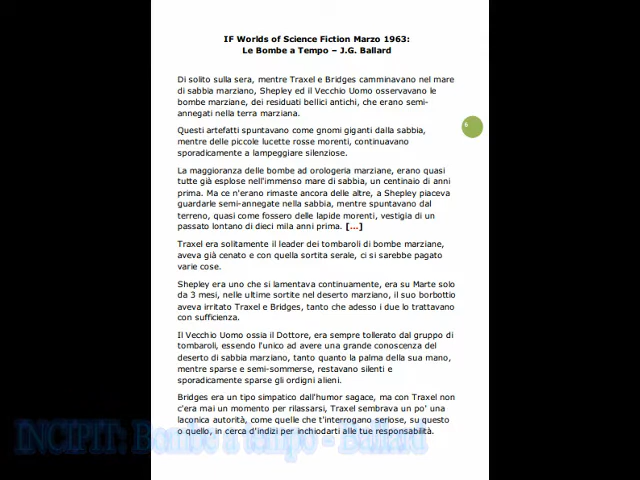 IF Worlds of Science Fiction Marzo 1963:
Le Bombe a Tempo – J.G. Ballard
Di solito sulla sera, mentre Traxel e Bridges camminavano nel mare
di sabbia marziano, Shepley ed il Vecchio Uomo osservavano le
bombe marziane, dei residuati bellici antichi, che erano semi-
annegati nella terra marziana.
6
Questi artefatti spuntavano come gnomi giganti dalla sabbia,
mentre delle piccole lucette rosse morenti, continuavano
sporadicamente a lampeggiare silenziose.
La maggioranza delle bombe ad orologeria marziane, erano quasi
tutte già esplose nell'immenso mare di sabbia, un centinaio di anni
prima. Ma ce n'erano rimaste ancora delle altre, a Shepley piaceva
guardarle semi-annegate nella sabbia, mentre spuntavano dal
terreno, quasi come fossero delle lapide morenti, vestigia di un
passato lontano di dieci mila anni prima. [...]
Traxel era solitamente il leader dei tombaroli di bombe marziane,
aveva già cenato e con quella sortita serale, ci si sarebbe pagato
varie cose.
Shepley era uno che si lamentava continuamente, era su Marte solo
da 3 mesi, nelle ultime sortite nel deserto marziano, il suo borbottio
aveva irritato Traxel e Bridges, tanto che adesso i due lo trattavano
con sufficienza.
Il Vecchio Uomo ossia il Dottore, era sempre tollerato dal gruppo di
tombaroli, essendo l'unico ad avere una grande conoscenza del
deserto di sabbia marziano, tanto quanto la palma della sua mano,
mentre sparse e semi-sommerse, restavano silenti e
sporadicamente sparse gli ordigni alieni.
Bridges era un tipo simpatico dall'humor sagace, ma con Traxel non
c'era mai un momento per rilassarsi, Traxel sembrava un po' una
laconica autorità, come quelle che t'interrogano seriose, su questo
o quello, in cerca d'indizi per inchiodarti alle tue responsabilità.
INCIPIT: Bombe a tempo - Ballard